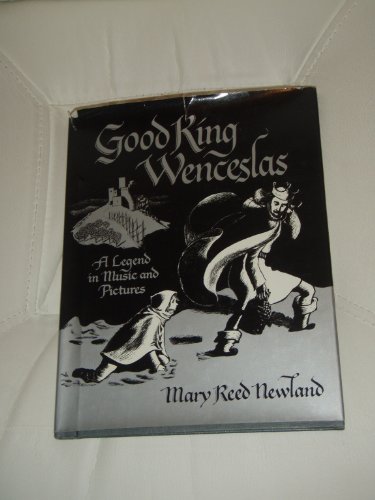 Good King
Wenceslas
A Legend
in Music and
Pictures
Mary Reed Newland